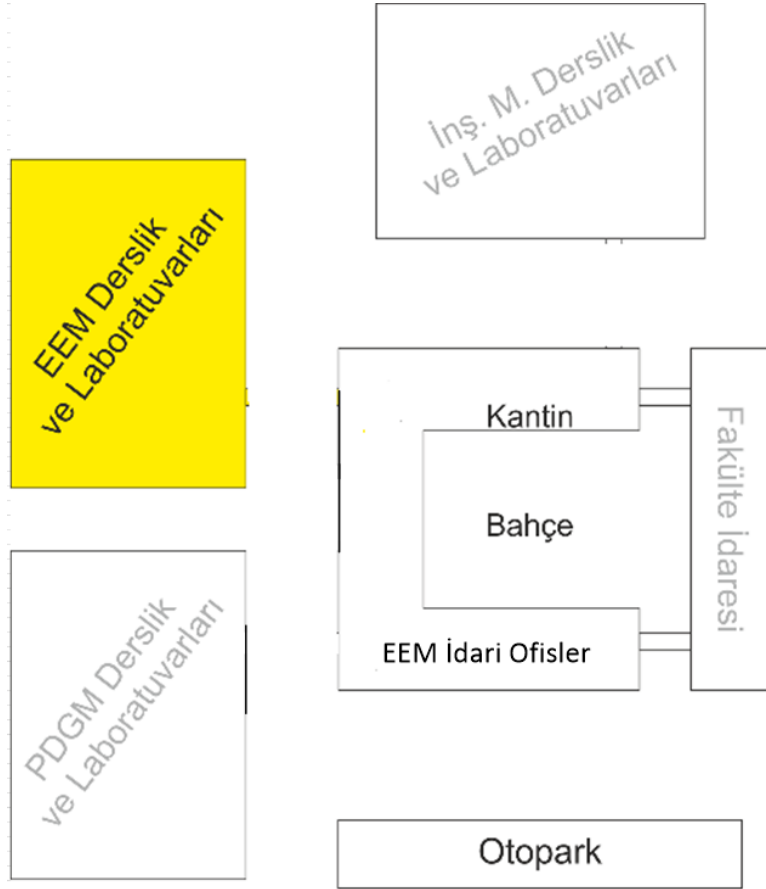 İnş. M. Derslik
ve Laboratuvarları
EEM Derslik
ve Laboratuvarları
Kantin
Bahçe
Fakülte İdaresi
EEM İdari Ofisler
PDGM Derslik
ve Laboratuvarları
Otopark